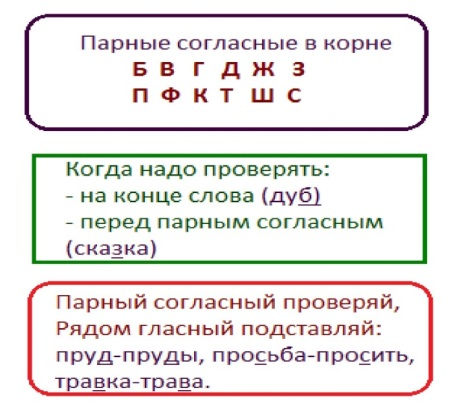 Парные согласные в корне
Б В Г Д Ж З
П Ф К Т Ш С
Когда надо проверять:
- на конце слова (дуб)
- перед парным согласным
(сказка)
Парный согласный проверяй,
Рядом гласный подставляй:
пруд-пруды, просьба-просить,
травка-трава.